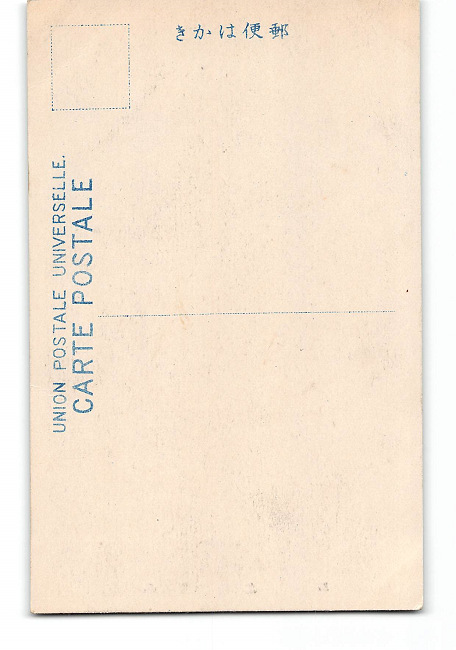 郵便はかき
UNION POSTALE UNIVERSELLE.
CARTE POSTALE